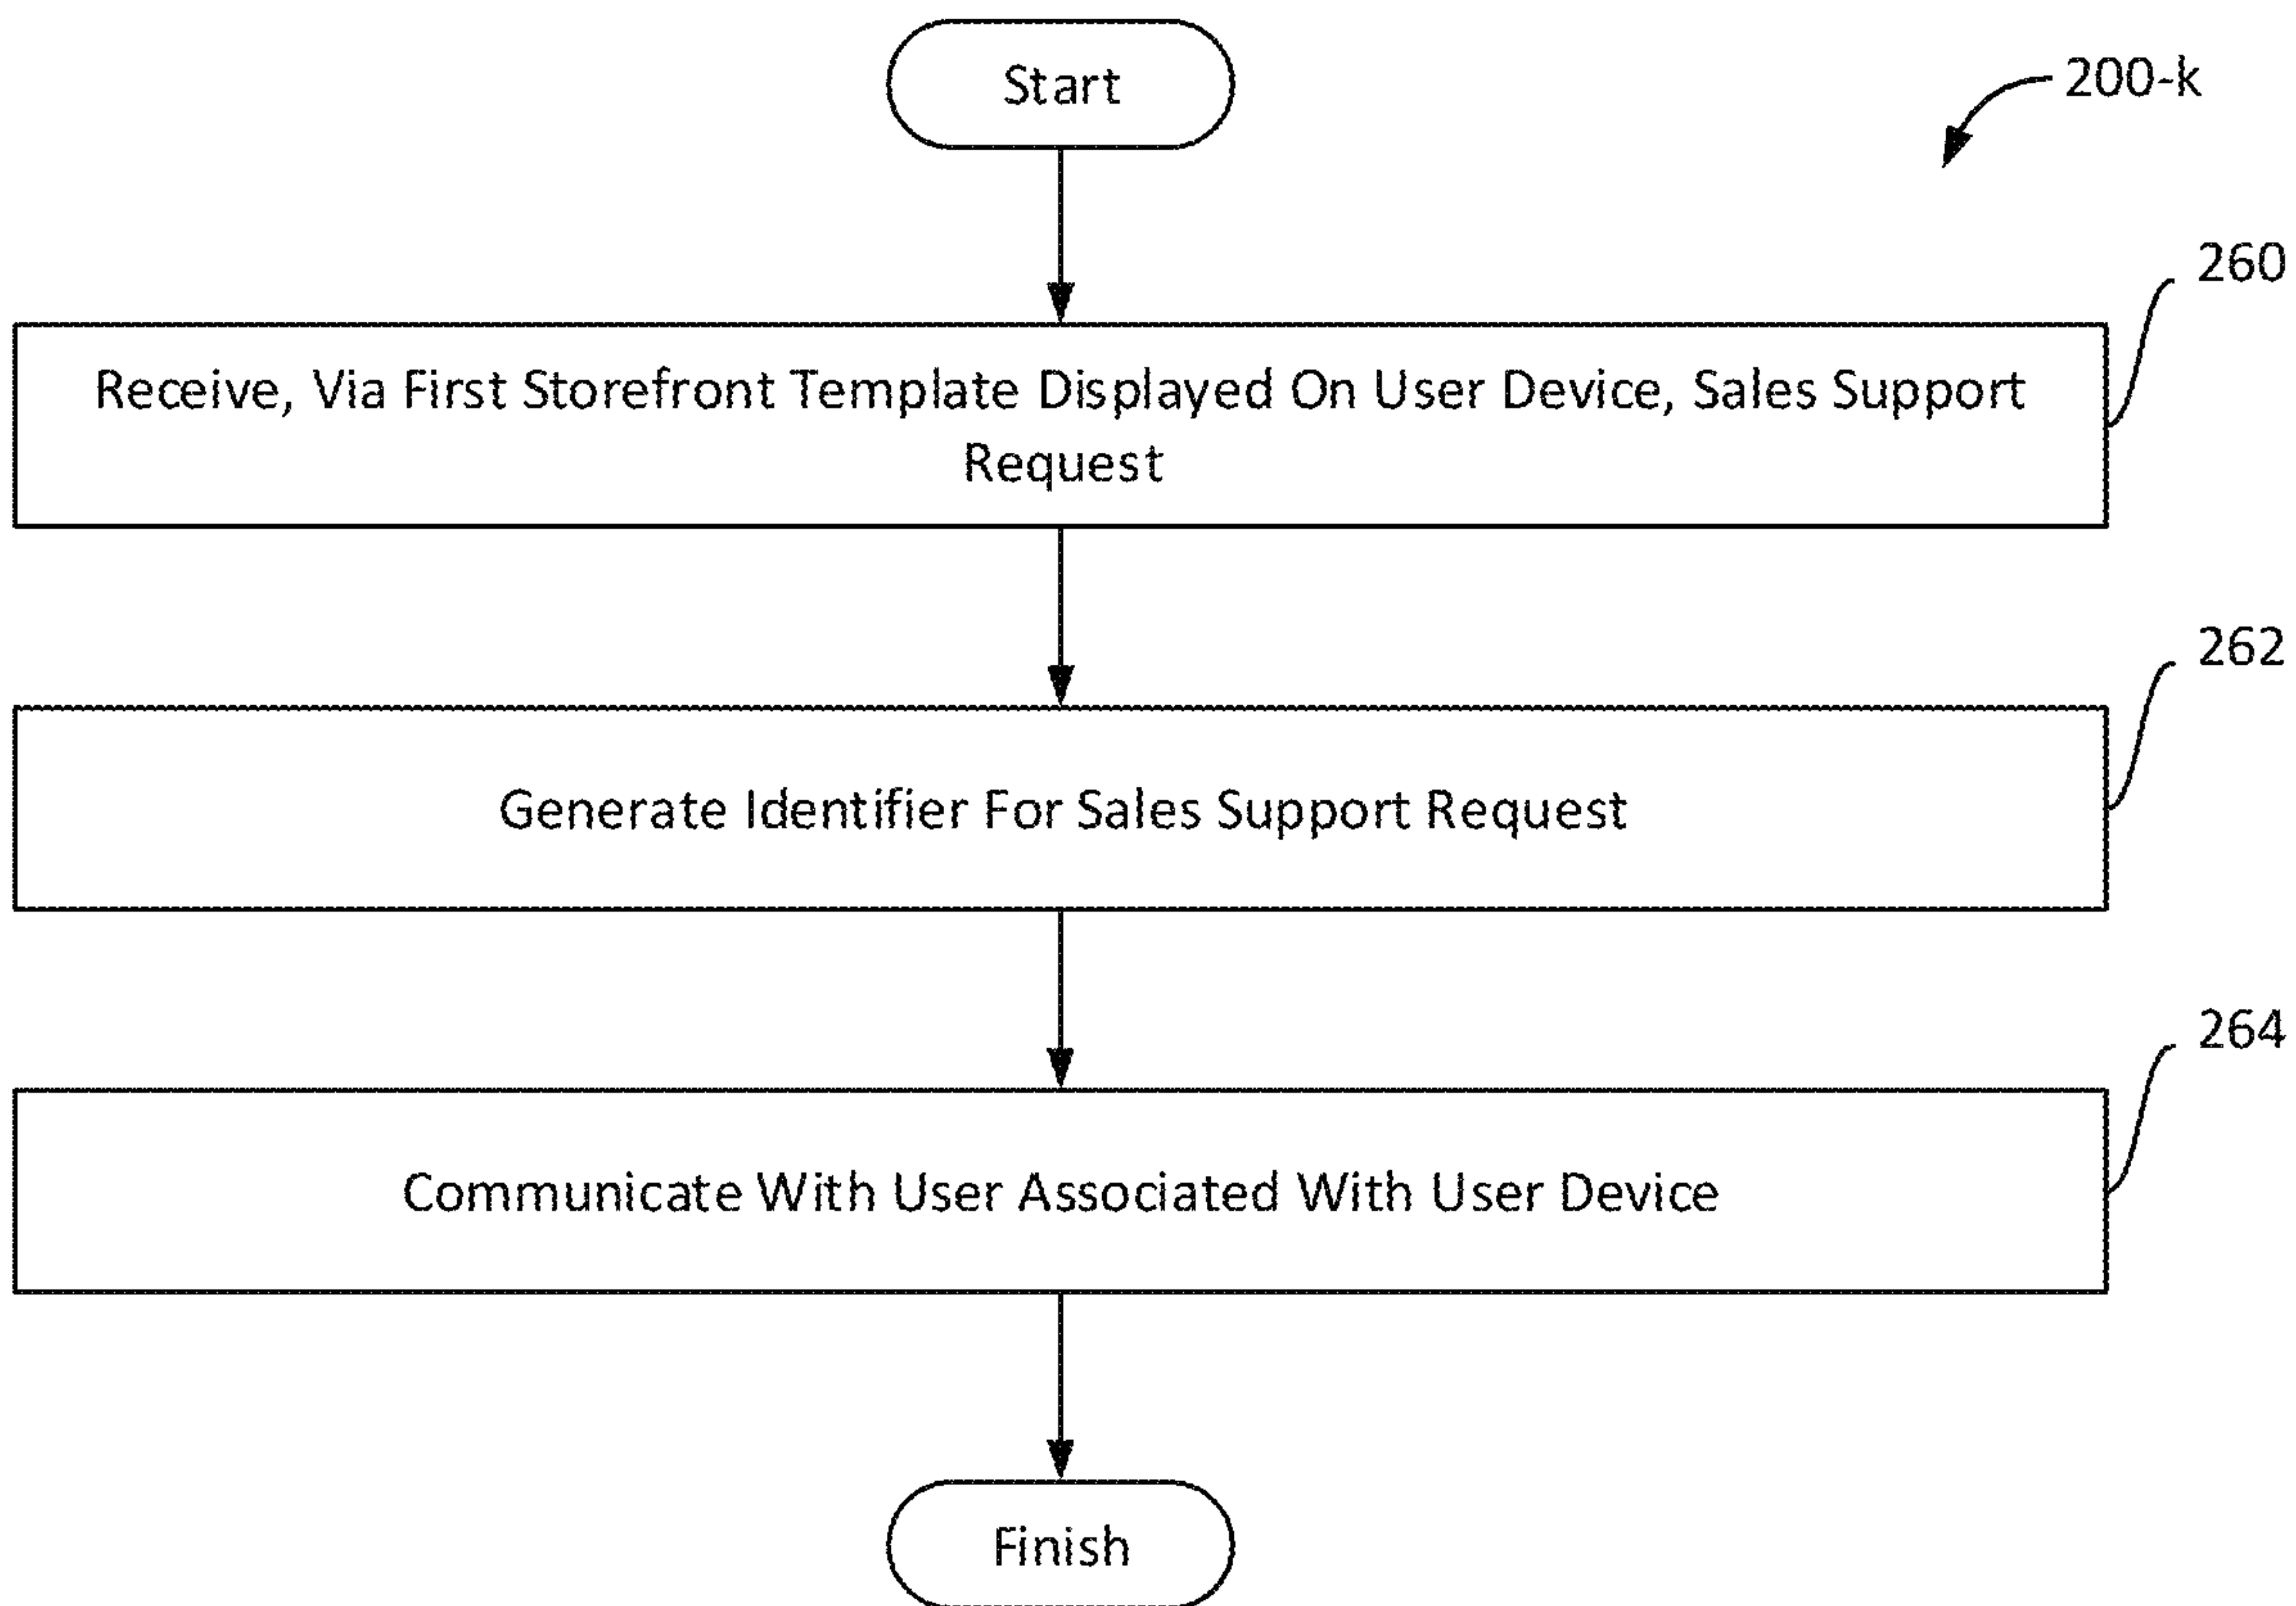 Start
200-k
260
Receive, Via First Storefront Template Displayed On User Device, Sales Support
Request
262
Generate Identifier For Sales Support Request
264
Communicate With User Associated With User Device
Finish